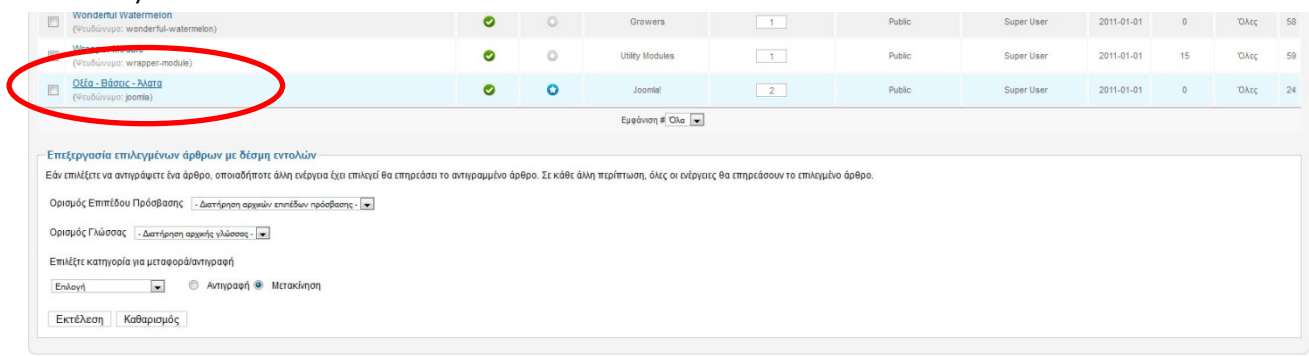 Wonderful Watermelon
(Ψευδώνυμο: wonderful-watermelon) Growers 1 Public Super User 2011-01-01 0 Όλες 58
(Ψευδώνυμο: wrapper-module) Utility Modules 1 Public Super User 2011-01-01 15 Όλες 59
Οξέα - Βάσεις - Άλατα
(Ψευδώνυμο: joomla) Joomla! 2 Public Super User 2011-01-01 0 Όλες 24
Εμφάνιση # Όλα
Επεξεργασία επιλεγμένων άρθρων με δέσμη εντολών
Εάν επιλέξετε να αντιγράψετε ένα άρθρο, οποιαδήποτε άλλη ενέργεια έχει επιλεγεί θα επηρεάσει το αντιγραμμένο άρθρο. Σε κάθε άλλη περίπτωση, όλες οι ενέργειες θα επηρεάσουν το επιλεγμένο άρθρο.
Ορισμός Επιπέδου Πρόσβασης - Διατήρηση αρχικών επιπέδων πρόσβασης -
Ορισμός Γλώσσας - Διατήρηση αρχικής γλώσσας -
Επιλέξτε κατηγορία για μεταφορά/αντιγραφή
Επιλογή Αντιγραφή Μετακίνηση
Εκτέλεση Καθαρισμός